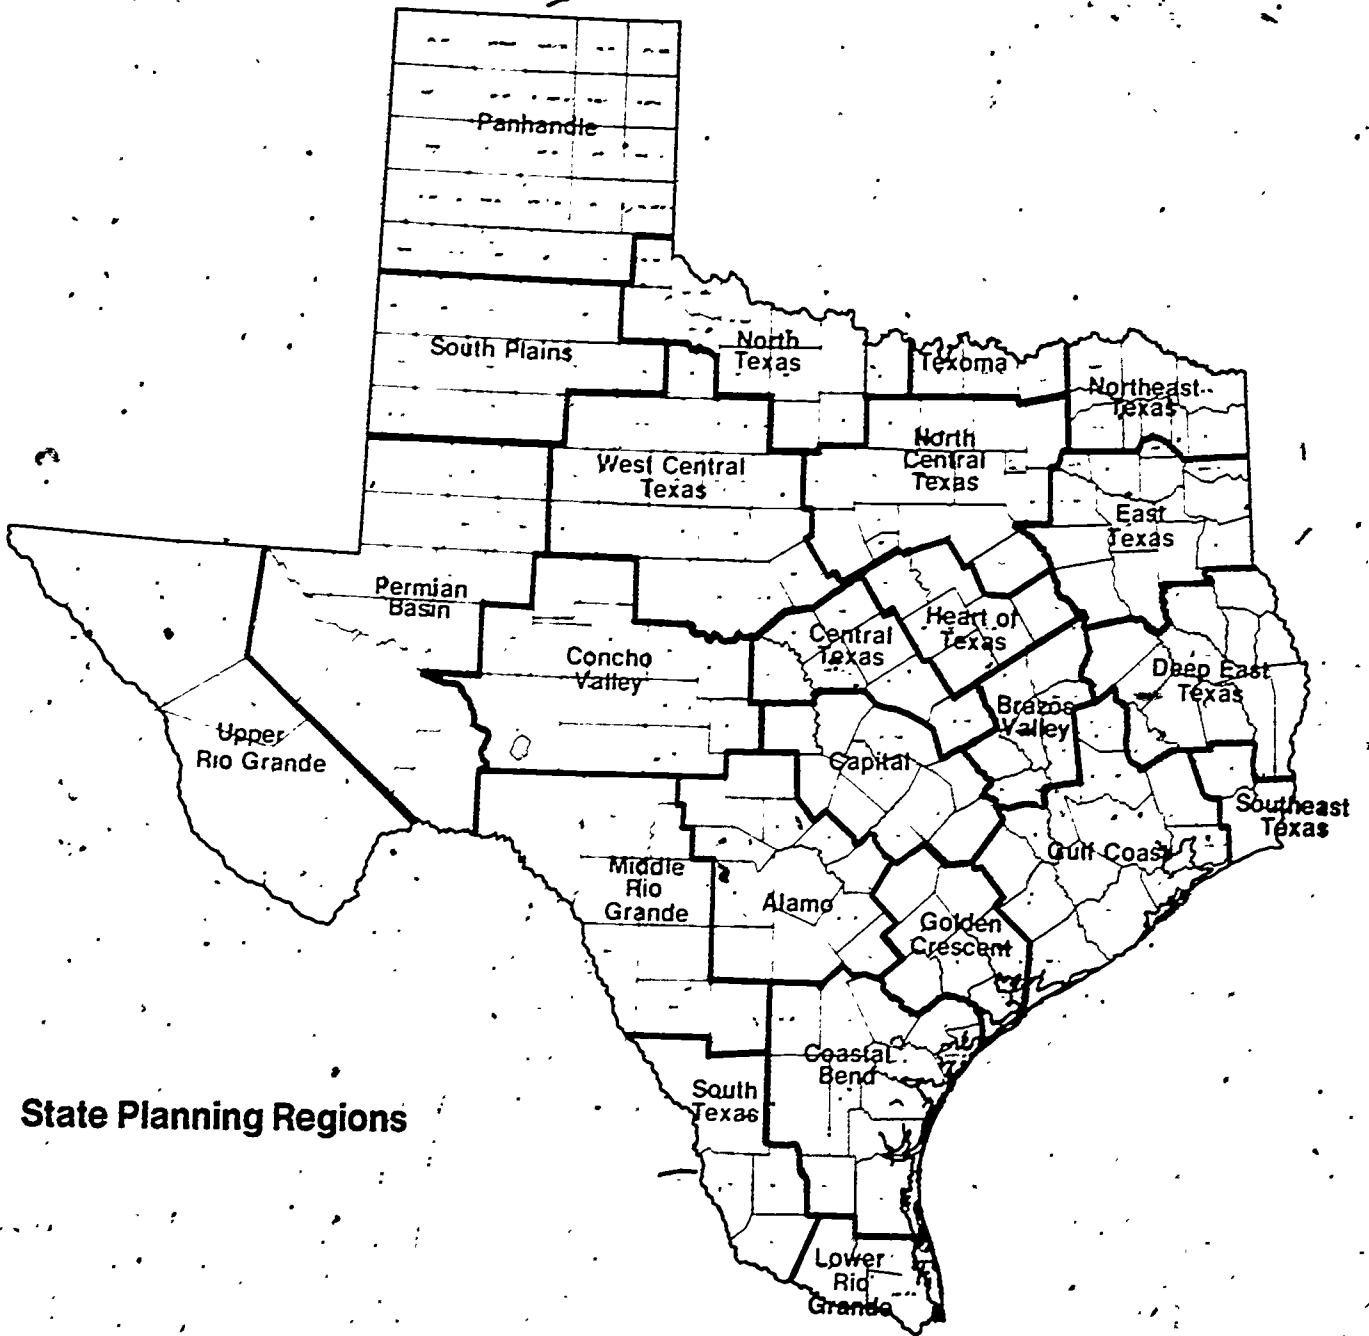 Panhandle
South Plains
North
Texas
Texoma
Northeast
Texas
North
Central
Texas
West Central
Texas
East
Texas
Permian
Basin
Heart of
Texas
Central
Texas
Concho
Valley
Deep East
Texas
Brazos
Valley
Upper
Rio Grande
Capital
Southeast
Texas
Gulf Coast
Middle
Rio
Grande
Alamo
Golden
Crescent
Coastal
Bend
South
Texas
State Planning Regions
Lower
Rio
Grande